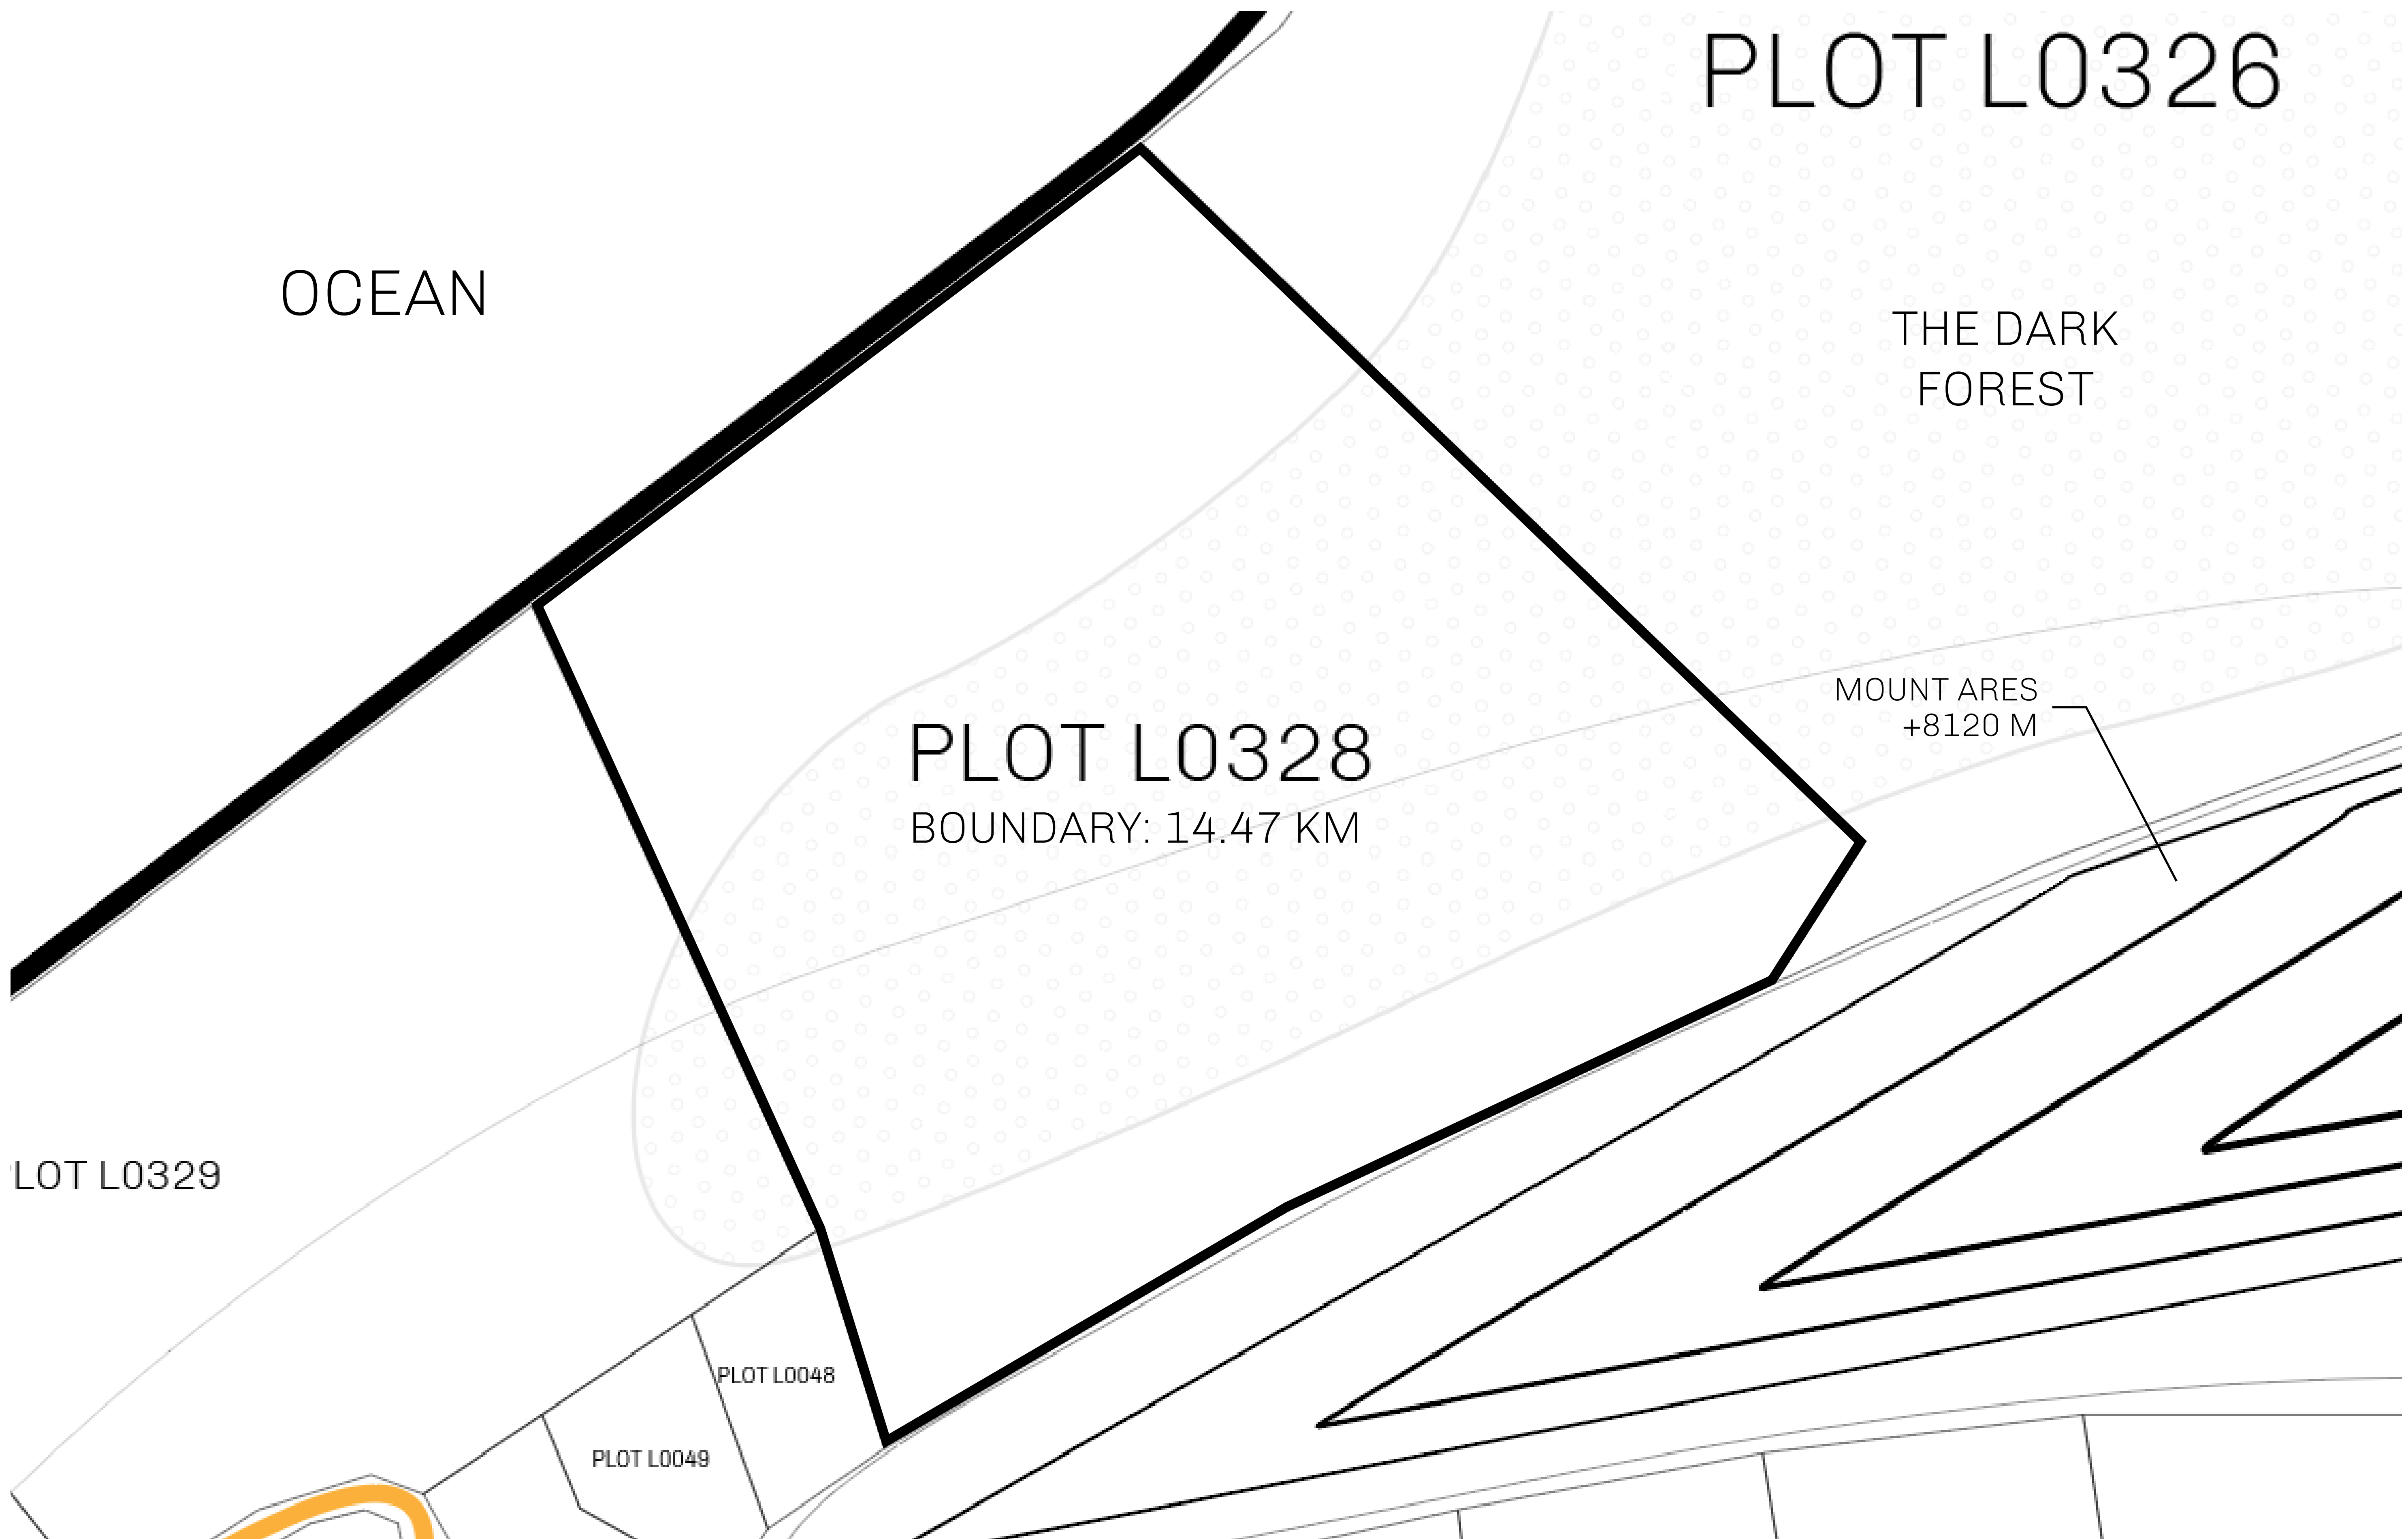 PLOT L0326
OCEAN
THE DARK
FOREST
MOUNT ARES
+8120 M
PLOT L0328
BOUNDARY: 14.47 KM
LOT L0329
PLOT L0048
PLOT L0049